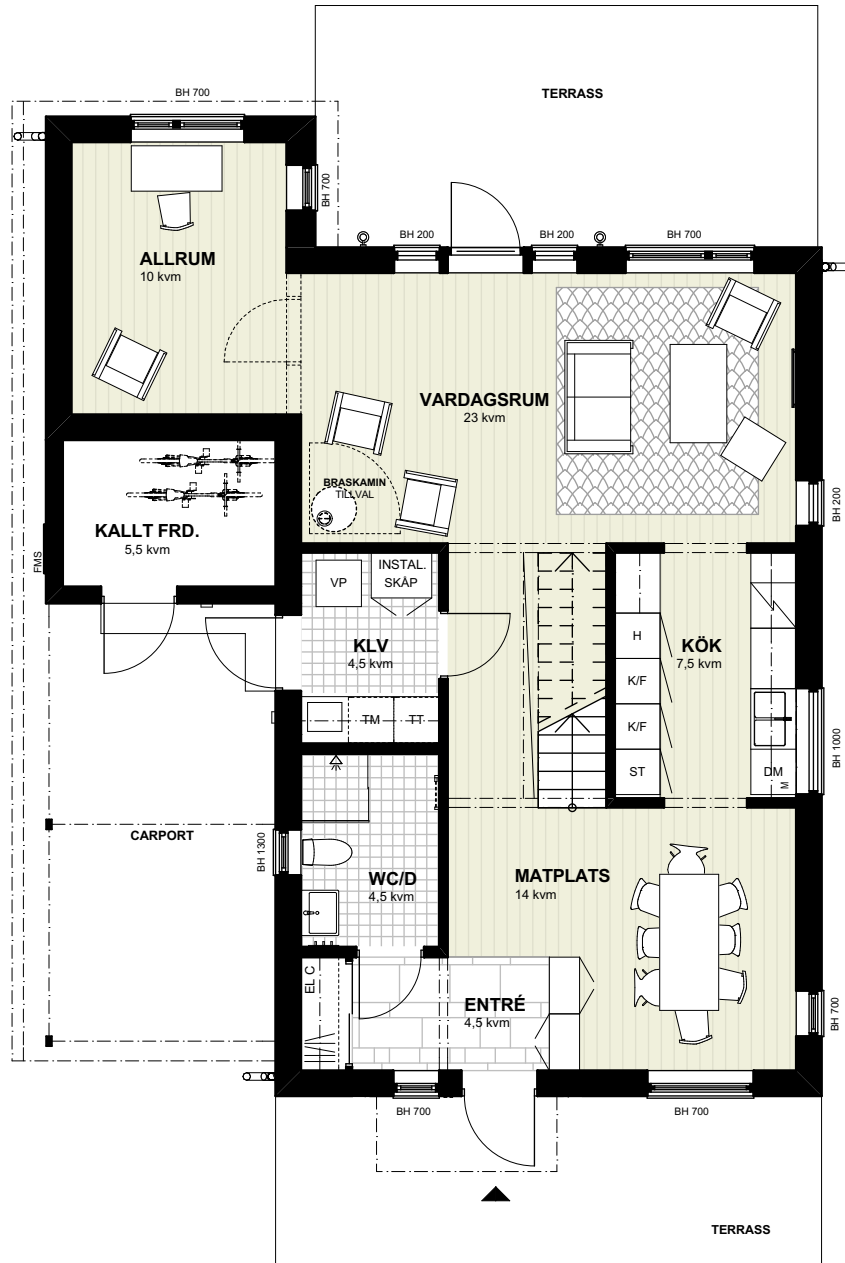 BH 700
TERRASS
BH 700
BH 200
BH 200
BH 700
ALLRUM
10 kvm
VARDAGSRUM
23 kvm
BRASKAMIN
TILLVAL
BH 200
KALLT FRD.
5,5 kvm
FMS
VP
INSTAL.
SKÅP
KLV
4,5 kvm
H
K/F
K/F
ST
KÖK
7,5 kvm
TM
TT
DM
M
BH 1000
CARPORT
BH 1300
WC/D
4,5 kvm
MATPLATS
14 kvm
EL C
ENTRÉ
4,5 kvm
BH 700
BH 700
BH 700
TERRASS